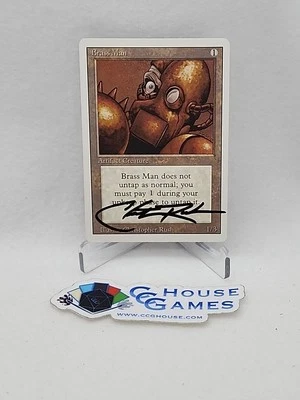 Brass Man
1
Artifact Creature
Brass Man does not
untap as normal; you
must pay 1 during your
upkeep phase to untap it.
Christopher Rush
1/3
CCG HOUSE
GAMES
WWW.CCGHOUSE.COM